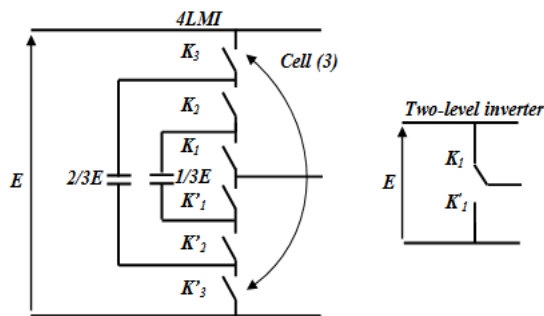 4LMI
K3
Cell (3)
K2
K1
E
2/3E
1/3E
K'1
K'2
K'3
Two-level inverter
E
K1
K'1